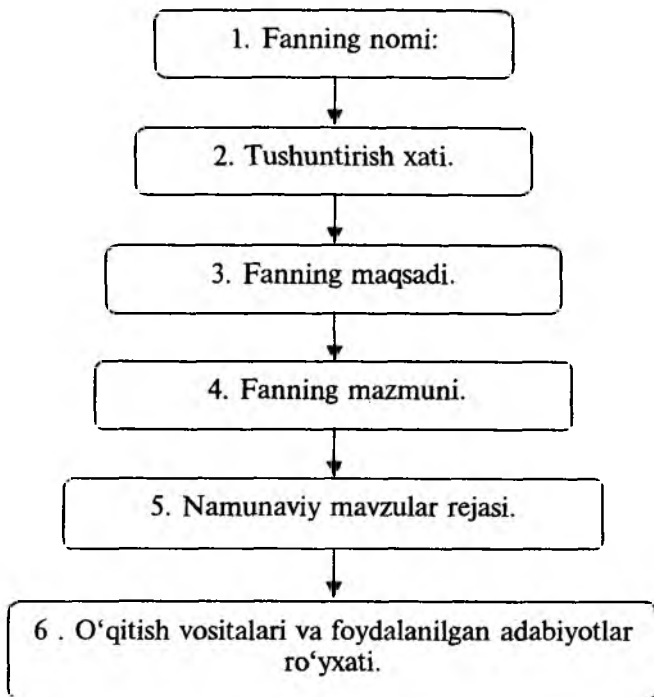 1. Fanning nomi:
2. Tushuntirish xati.
3. Fanning maqsadi.
4. Fanning mazmuni.
5. Namunaviy mavzular rejasi.
6 . O‘qitish vositalari va foydalanilgan adabiyotlar
ro‘yxati.